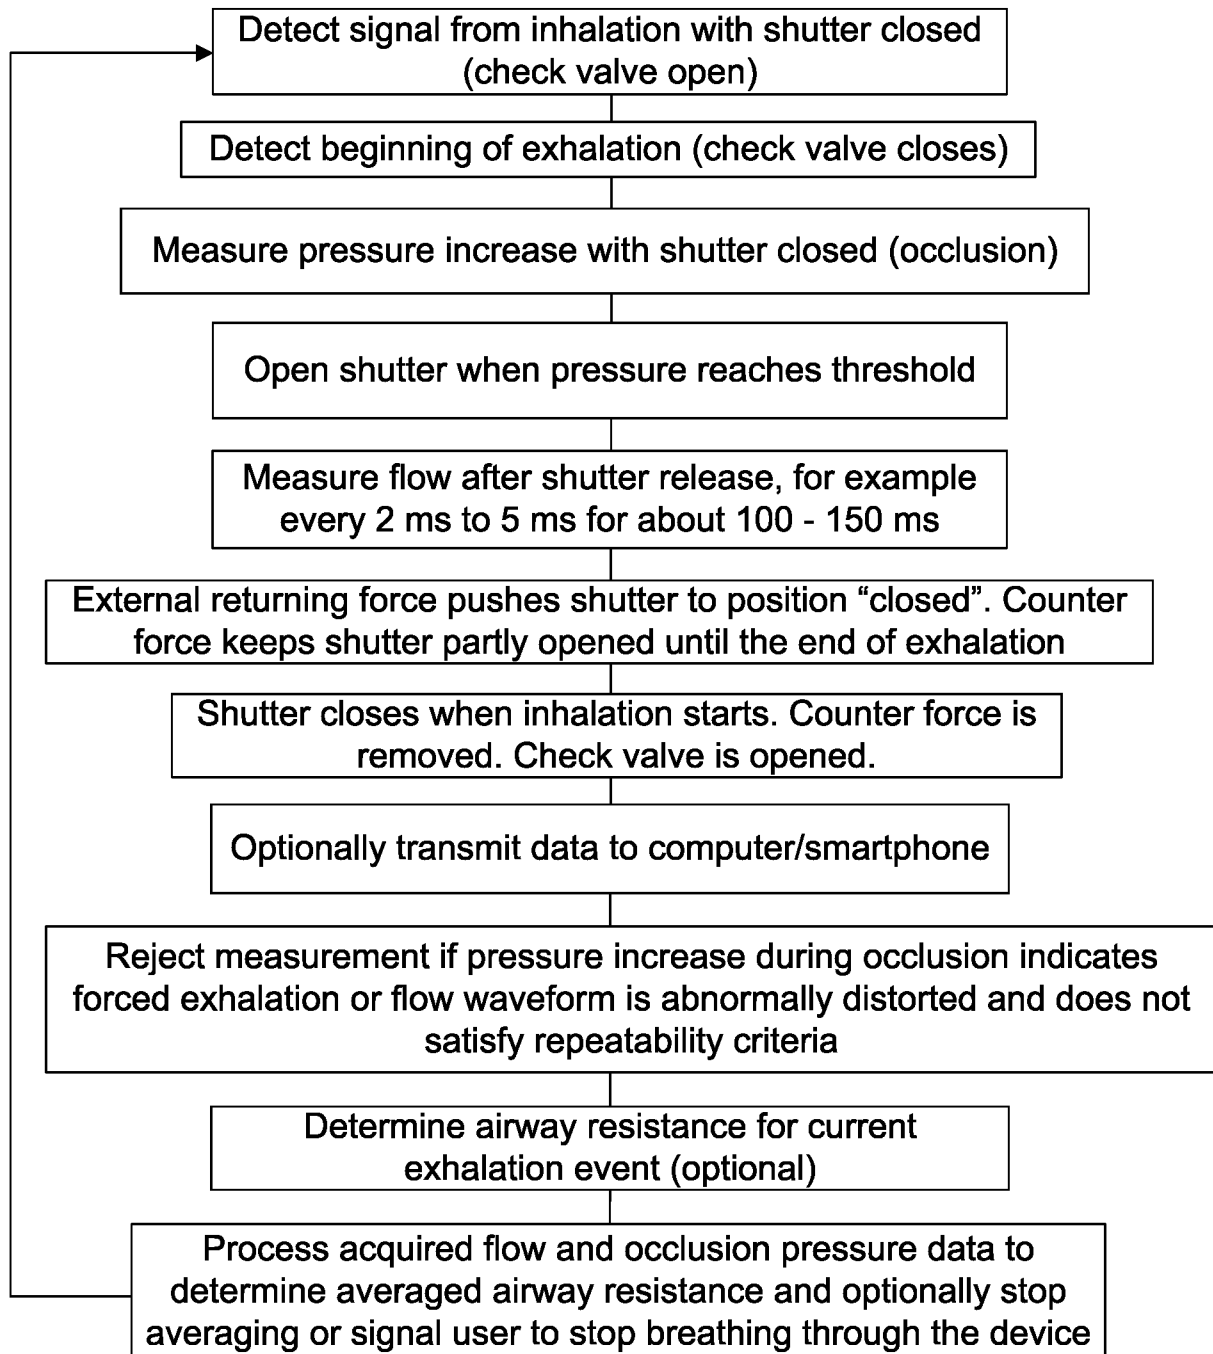 Detect signal from inhalation with shutter closed
(check valve open)
Detect beginning of exhalation (check valve closes)
Measure pressure increase with shutter closed (occlusion)
Open shutter when pressure reaches threshold
Measure flow after shutter release, for example
every 2 ms to 5 ms for about 100 - 150 ms
External returning force pushes shutter to position “closed”. Counter
force keeps shutter partly opened until the end of exhalation
Shutter closes when inhalation starts. Counter force is
removed. Check valve is opened.
Optionally transmit data to computer/smartphone
Reject measurement if pressure increase during occlusion indicates
forced exhalation or flow waveform is abnormally distorted and does not
satisfy repeatability criteria
Determine airway resistance for current
exhalation event (optional)
Process acquired flow and occlusion pressure data to
determine averaged airway resistance and optionally stop
averaging or signal user to stop breathing through the device